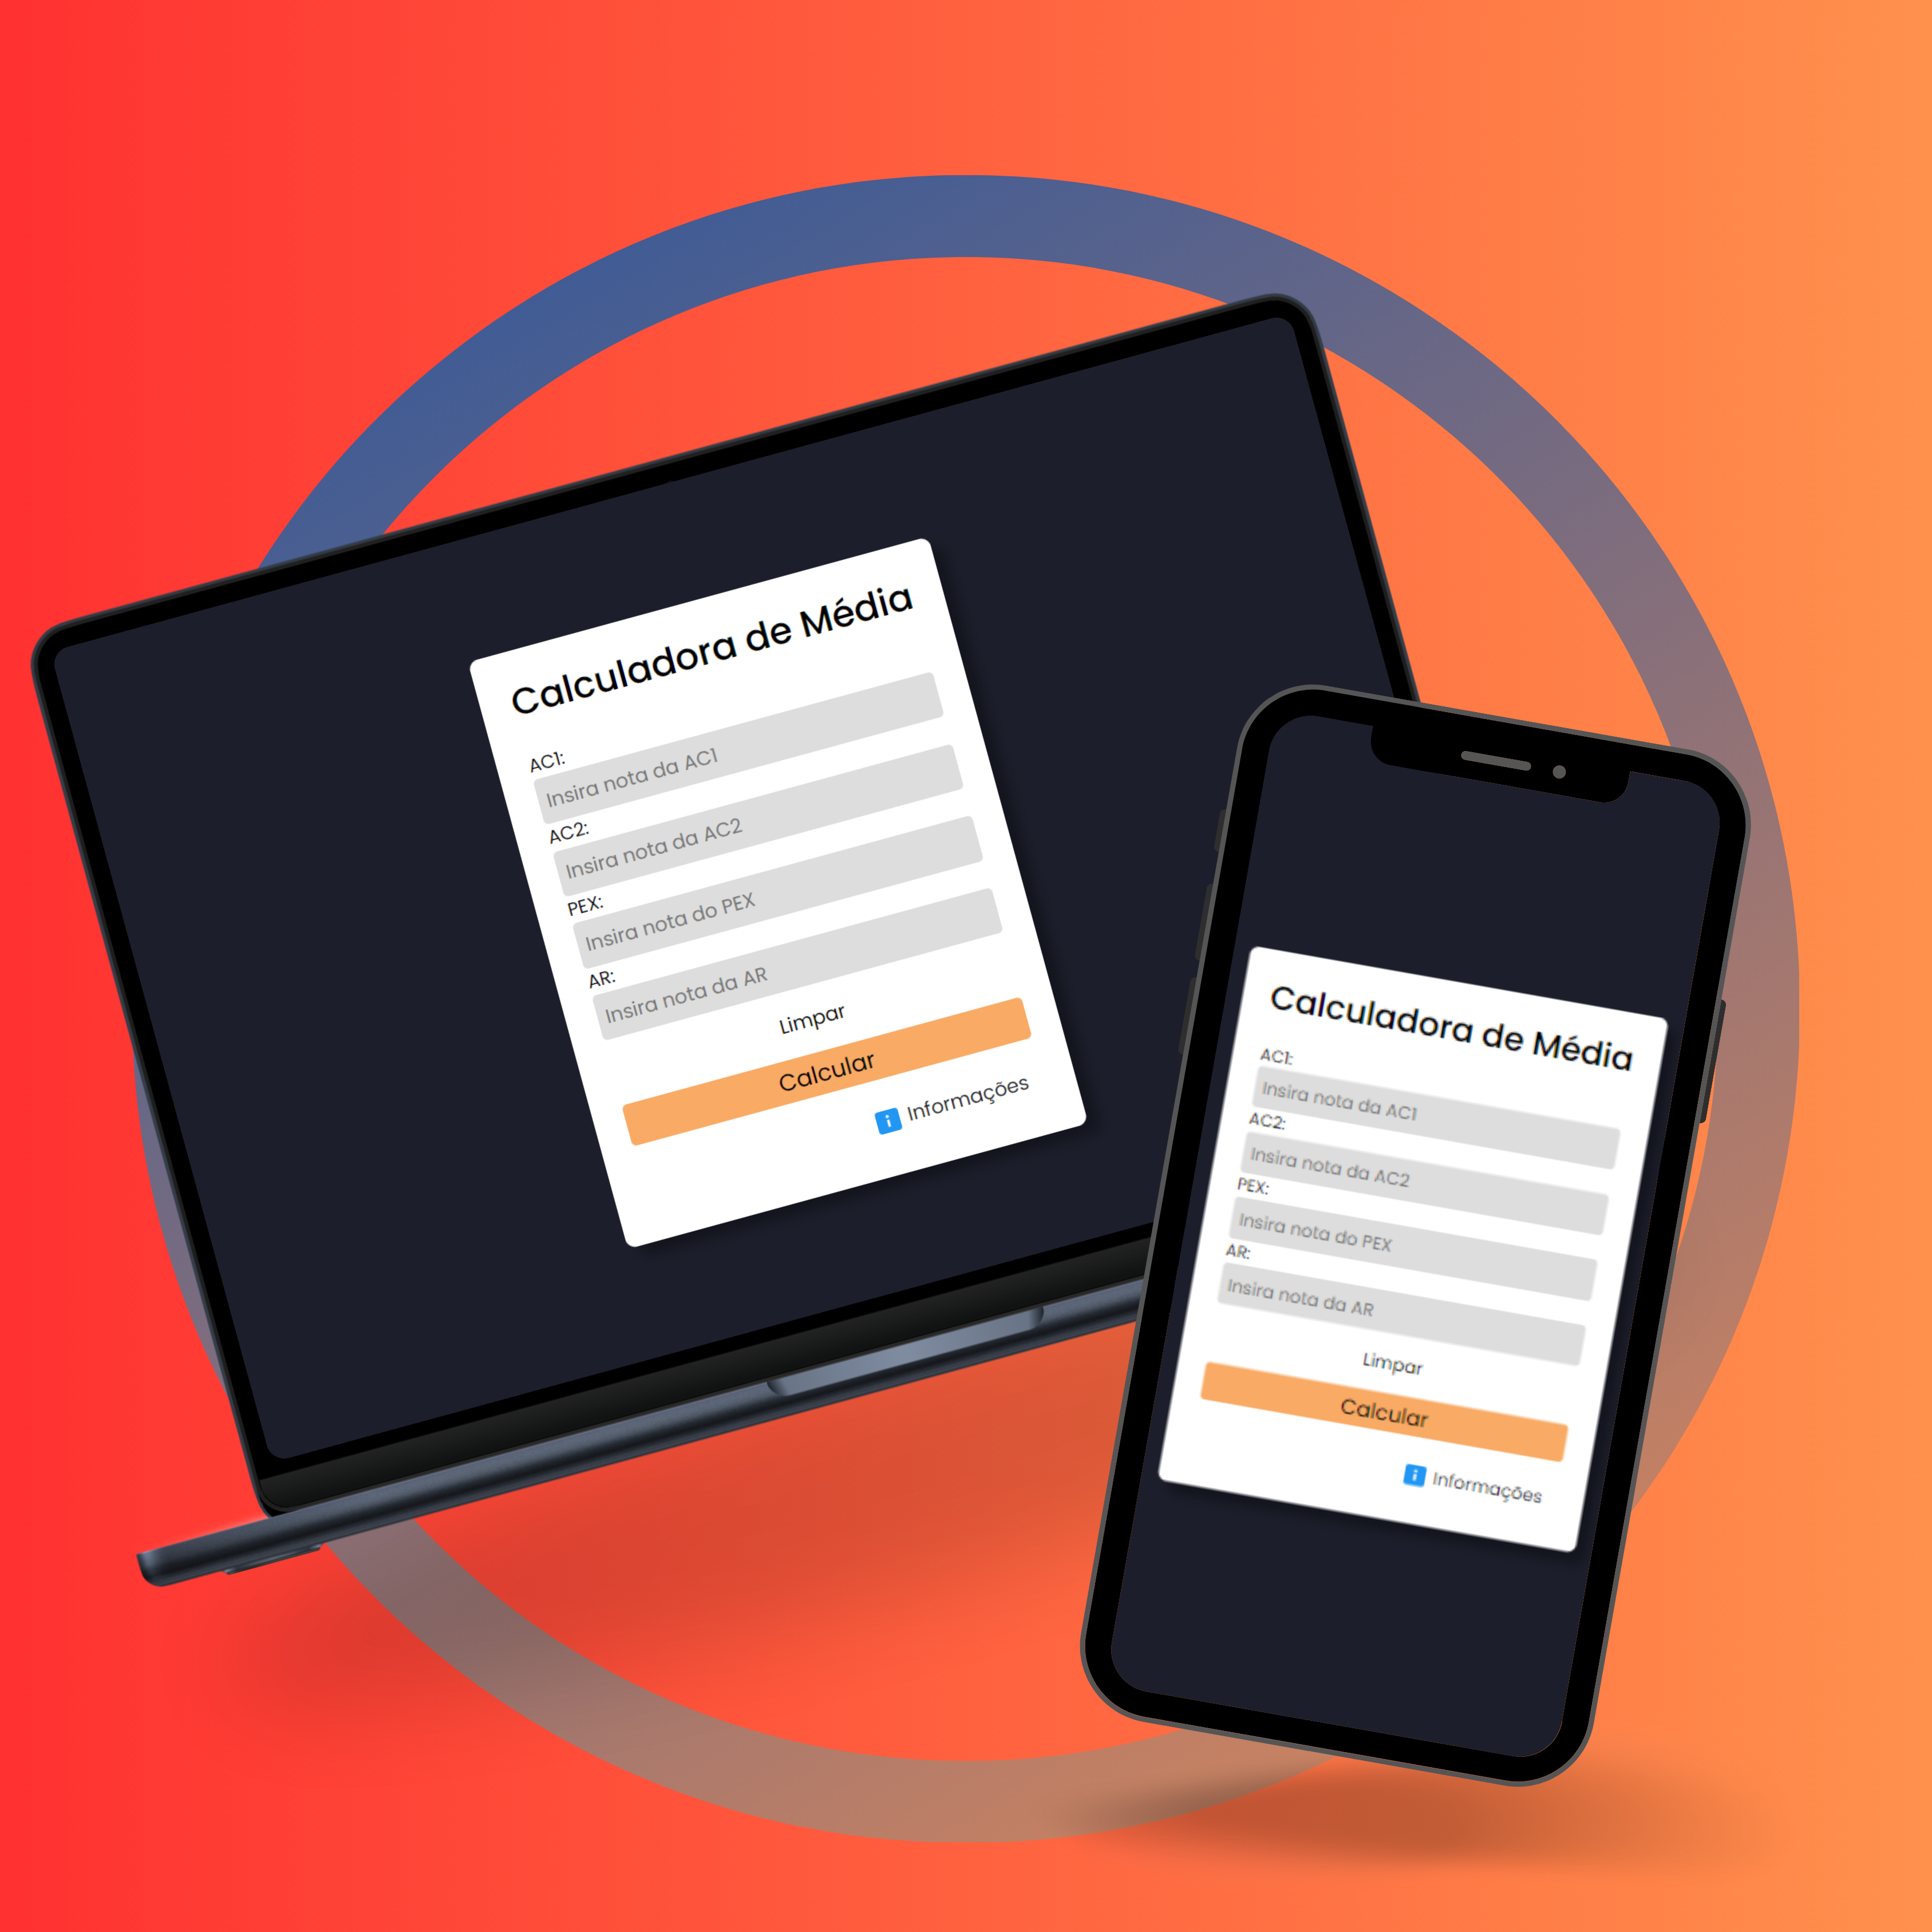 Calculadora de Média
AC1:
Insira nota da AC1
AC2:
Insira nota da AC2
PEX:
Insira nota do PEX
AR:
Insira nota da AR
Limpar
Calcular
i Informações
Calculadora de Média
AC1:
Insira nota da AC1
AC2:
Insira nota da AC2
PEX:
Insira nota do PEX
AR:
Insira nota da AR
Limpar
Calcular
i Informações